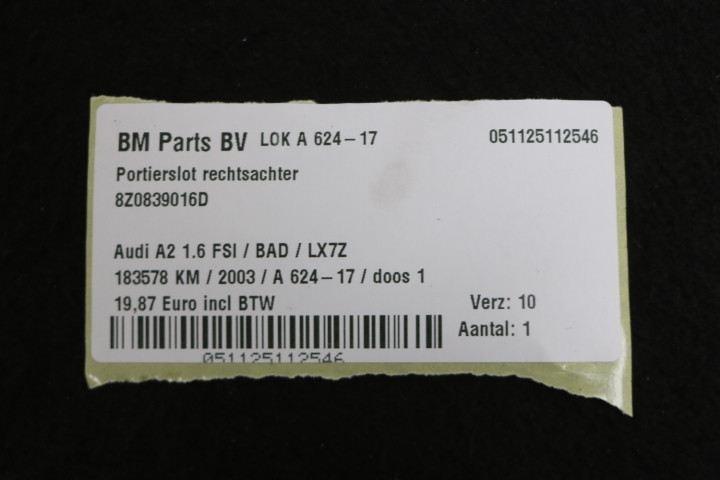 BM Parts BV LOK A 624-17 051125112546
Portierslot rechtsachter
8Z0839016D
Audi A2 1.6 FSI / BAD / LX7Z
183578 KM / 2003 / A 624-17 / doos 1
19,87 Euro incl BTW Verz: 10
Aantal: 1
051125112546